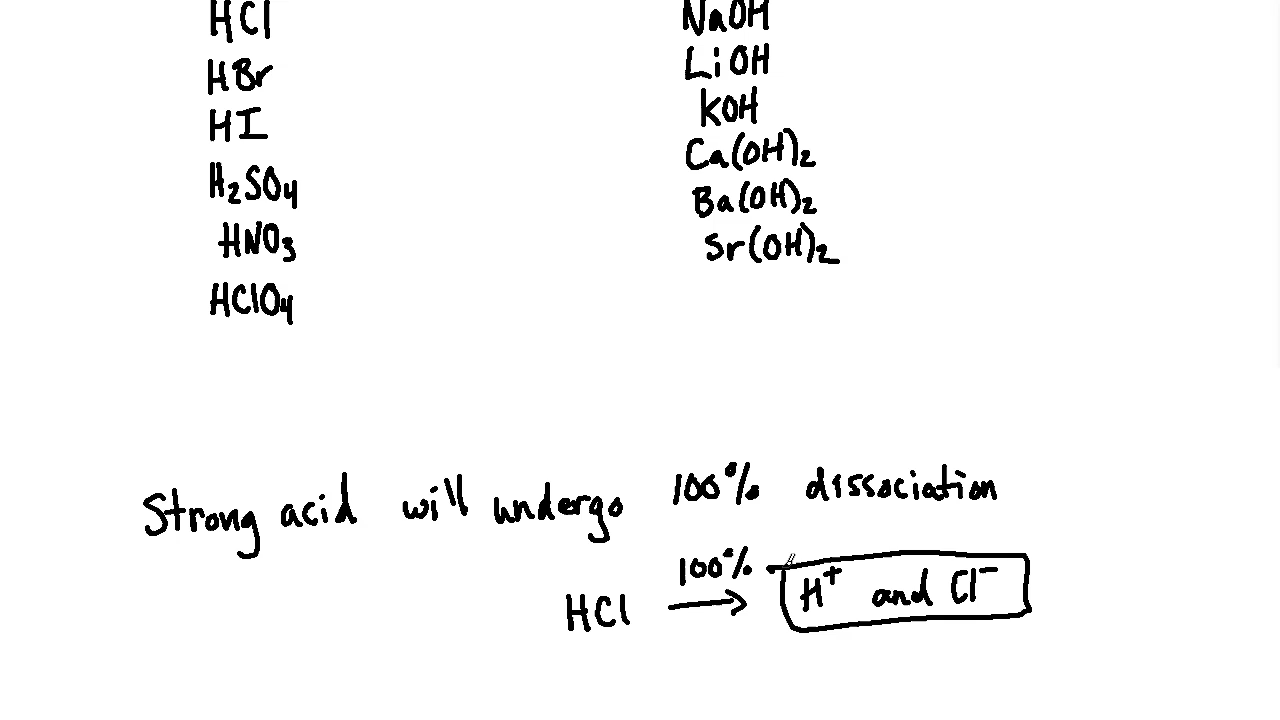 HCl
HBr
HI
H₂SO₄
HNO₃
HClO₄
NaOH
LiOH
KOH
Ca(OH)₂
Ba(OH)₂
Sr(OH)₂
Strong acid will undergo 100% dissociation
HCl 100% → H⁺ and Cl⁻